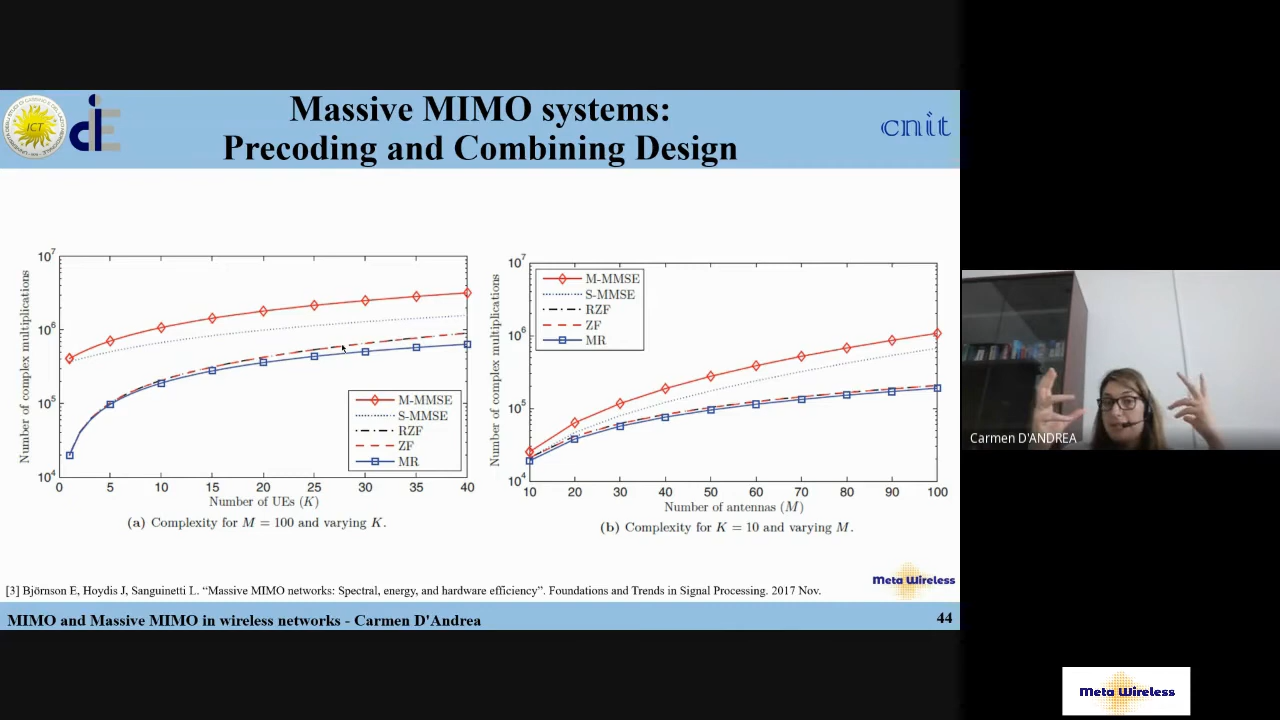 Massive MIMO systems:
Precoding and Combining Design
ICT
cnit
10^7
10^6
10^5
10^4
Number of complex multiplications
M-MMSE
S-MMSE
RZF
ZF
MR
0 5 10 15 20 25 30 35 40
Number of UEs (K)
(a) Complexity for M = 100 and varying K.
10^7
10^6
10^5
10^4
Number of complex multiplications
M-MMSE
S-MMSE
RZF
ZF
MR
10 20 30 40 50 60 70 80 90 100
Number of antennas (M)
(b) Complexity for K = 10 and varying M.
Meta Wireless
[3] Björnson E, Hoydis J, Sanguinetti L. “Massive MIMO networks: Spectral, energy, and hardware efficiency”. Foundations and Trends in Signal Processing. 2017 Nov.
MIMO and Massive MIMO in wireless networks - Carmen D'Andrea
44
Carmen D'ANDREA
Meta Wireless